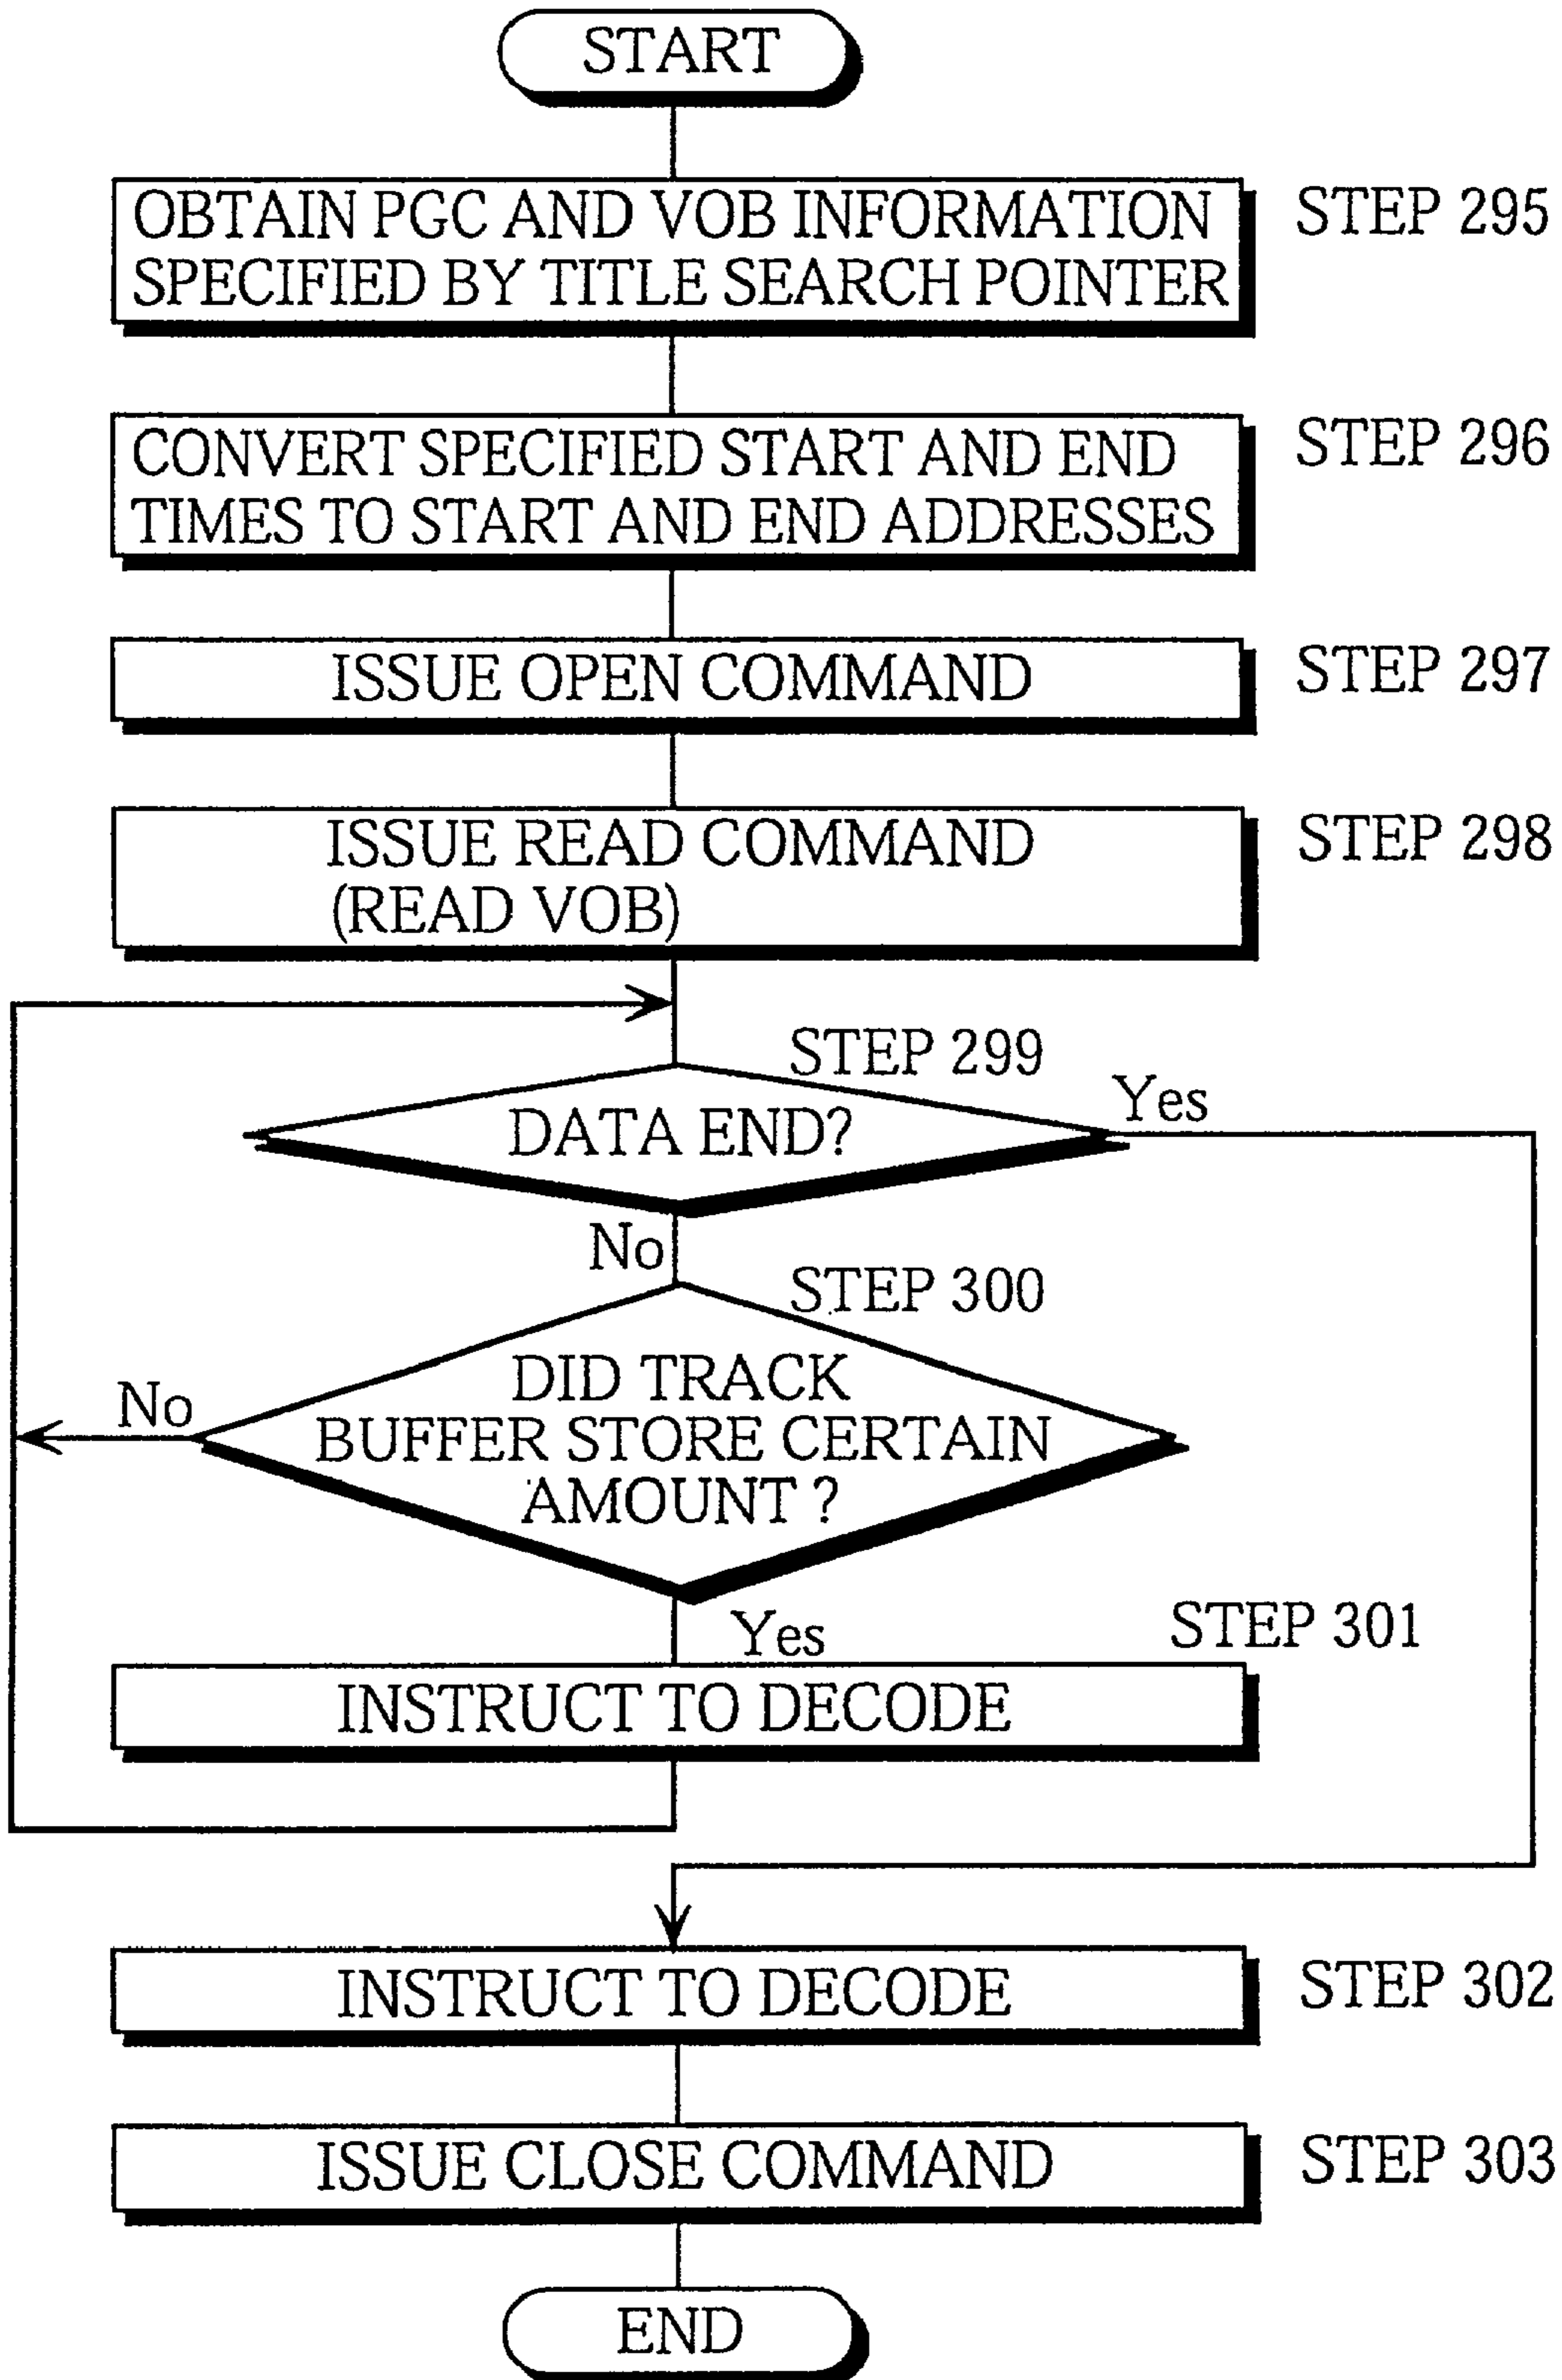 START
OBTAIN PGC AND VOB INFORMATION
SPECIFIED BY TITLE SEARCH POINTER
STEP 295
CONVERT SPECIFIED START AND END
TIMES TO START AND END ADDRESSES
STEP 296
ISSUE OPEN COMMAND
STEP 297
ISSUE READ COMMAND
(READ VOB)
STEP 298
STEP 299
DATA END?
Yes
No
STEP 300
DID TRACK
BUFFER STORE CERTAIN
AMOUNT ?
No
Yes
STEP 301
INSTRUCT TO DECODE
INSTRUCT TO DECODE
STEP 302
ISSUE CLOSE COMMAND
STEP 303
END